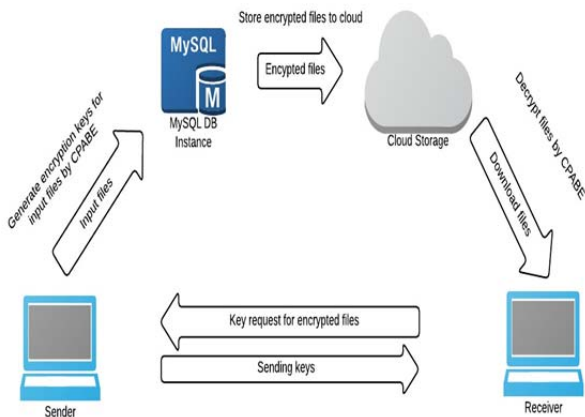 Store encrypted files to cloud
MySQL
Encrypted files
M
MySQL DB
Instance
Cloud Storage
Generate encryption keys for
input files by CPABE
Input files
Decrypt files by CPABE
Download files
Key request for encrypted files
Sending keys
Sender
Receiver